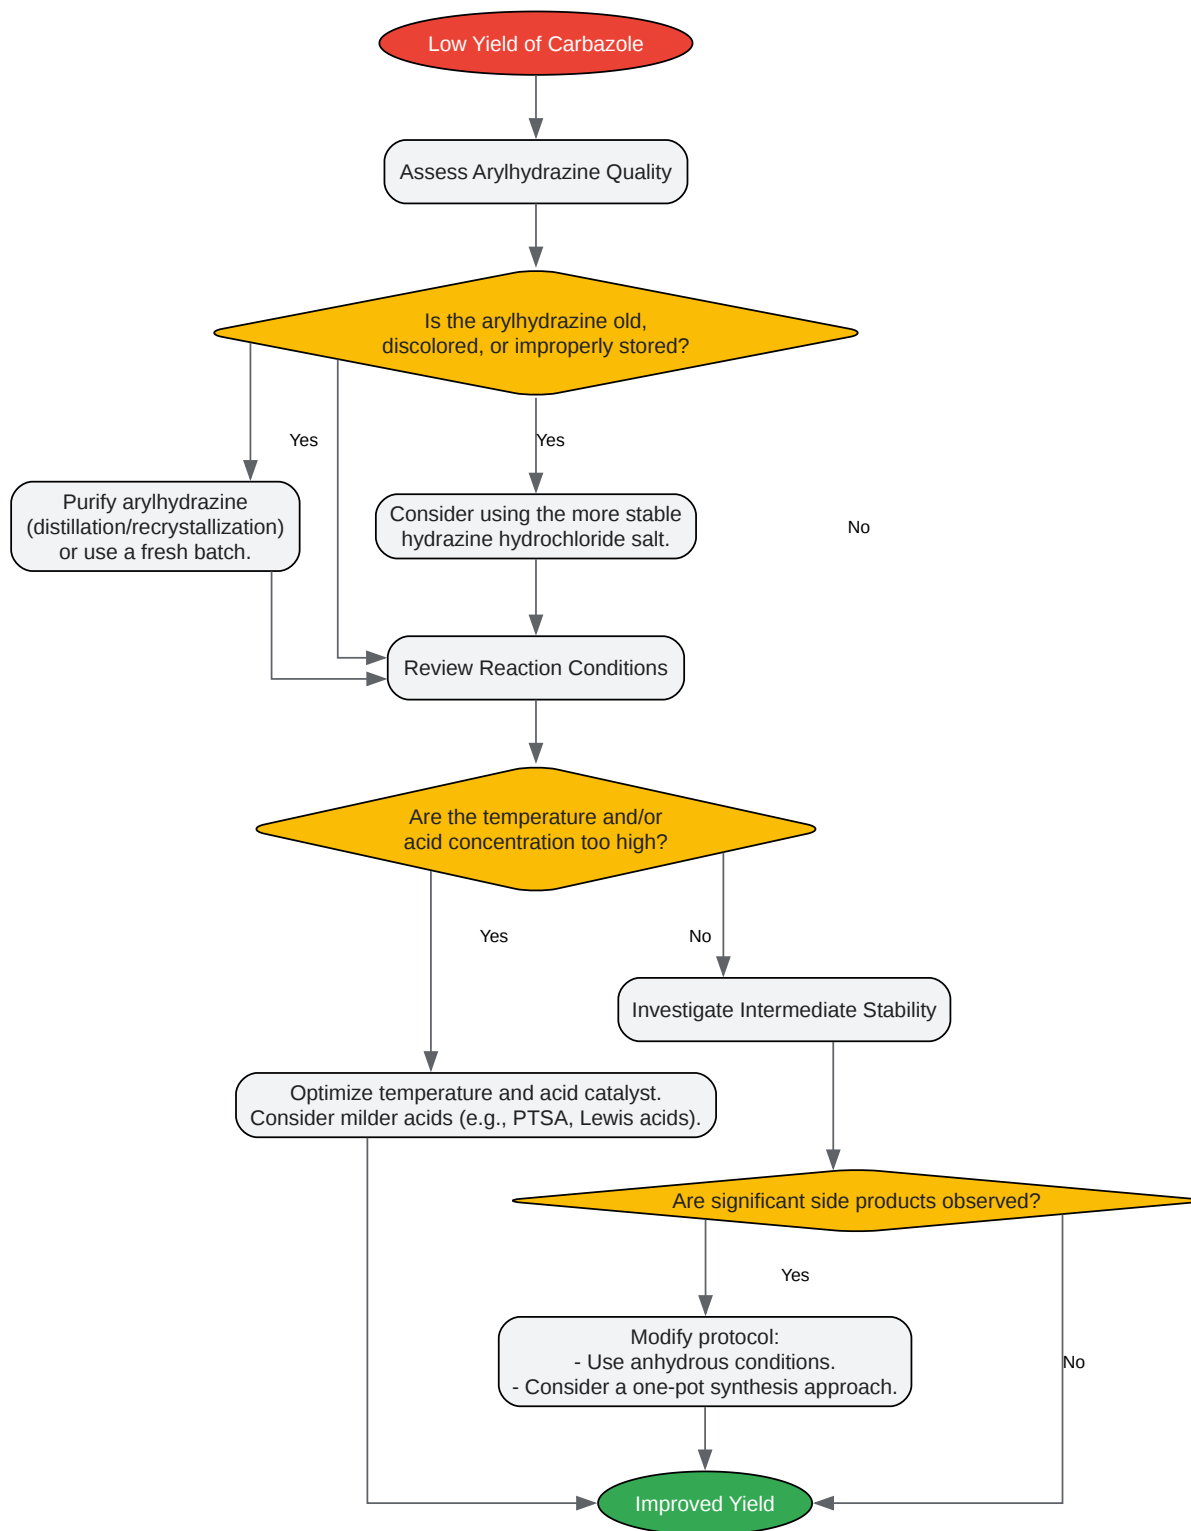 Low Yield of Carbazole
Assess Arylhydrazine Quality
Is the arylhydrazine old,
discolored, or improperly stored?
Yes
Yes
Purify arylhydrazine
(distillation/recrystallization)
or use a fresh batch.
Consider using the more stable
hydrazine hydrochloride salt.
No
Review Reaction Conditions
Are the temperature and/or
acid concentration too high?
Yes
No
Investigate Intermediate Stability
Optimize temperature and acid catalyst.
Consider milder acids (e.g., PTSA, Lewis acids).
Are significant side products observed?
Yes
Modify protocol:
- Use anhydrous conditions.
- Consider a one-pot synthesis approach.
No
Improved Yield